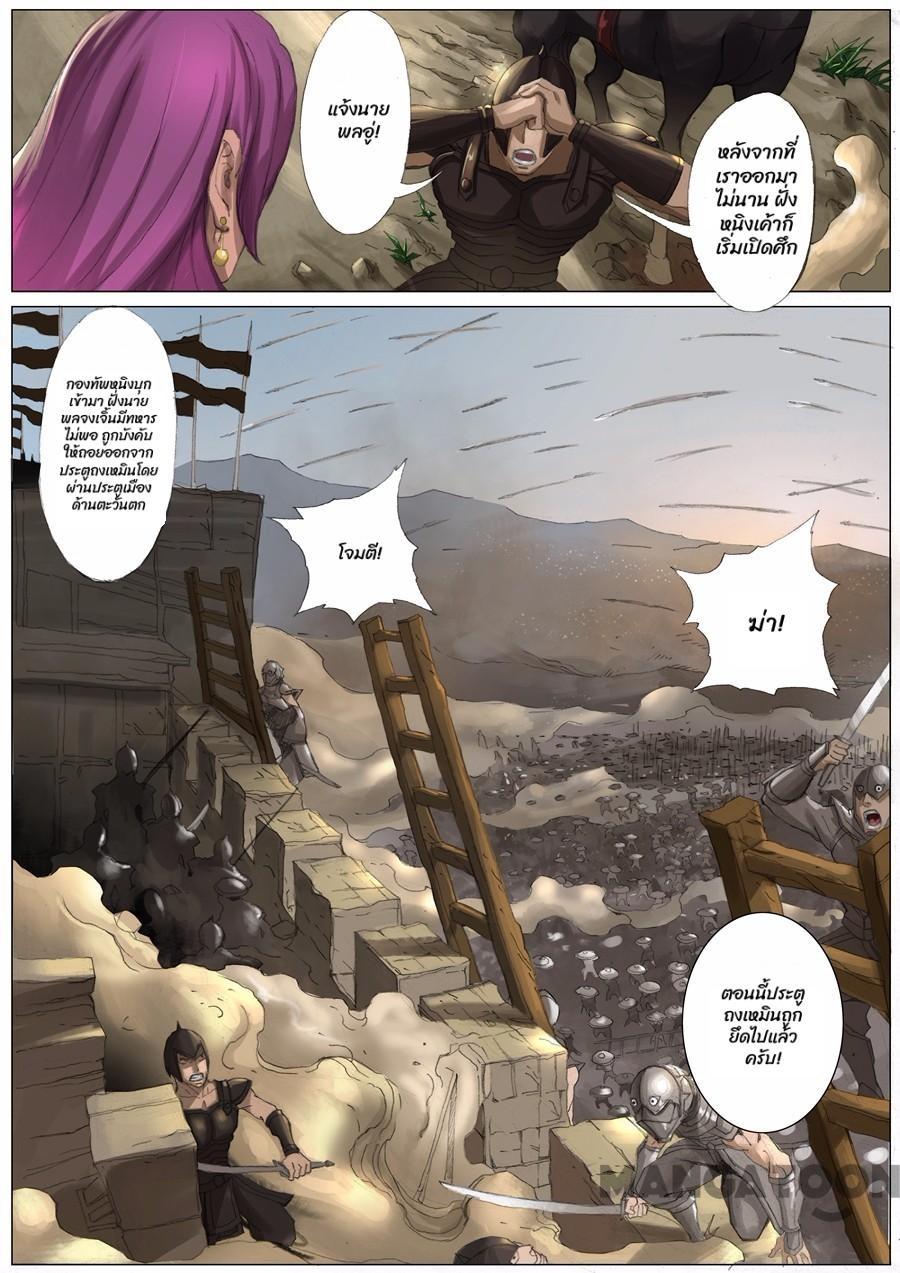 แจ้งนาย
พลอู่!
หลังจากที่
เราออกมา
ไม่นาน ฝั่ง
หนิงเค้าก็
เริ่มเปิดศึก
กองทัพหนิงบุก
เข้ามา ฝั่งนาย
พลจงเจิ้นมีทหาร
ไม่พอ ถูกบังคับ
ให้ถอยออกจาก
ประตูถงเหมินโดย
ผ่านประตูเมือง
ด้านตะวันตก
โจมตี!
ฆ่า!
ตอนนี้ประตู
ถงเหมินถูก
ยึดไปแล้ว
ครับ!
MANGATOON